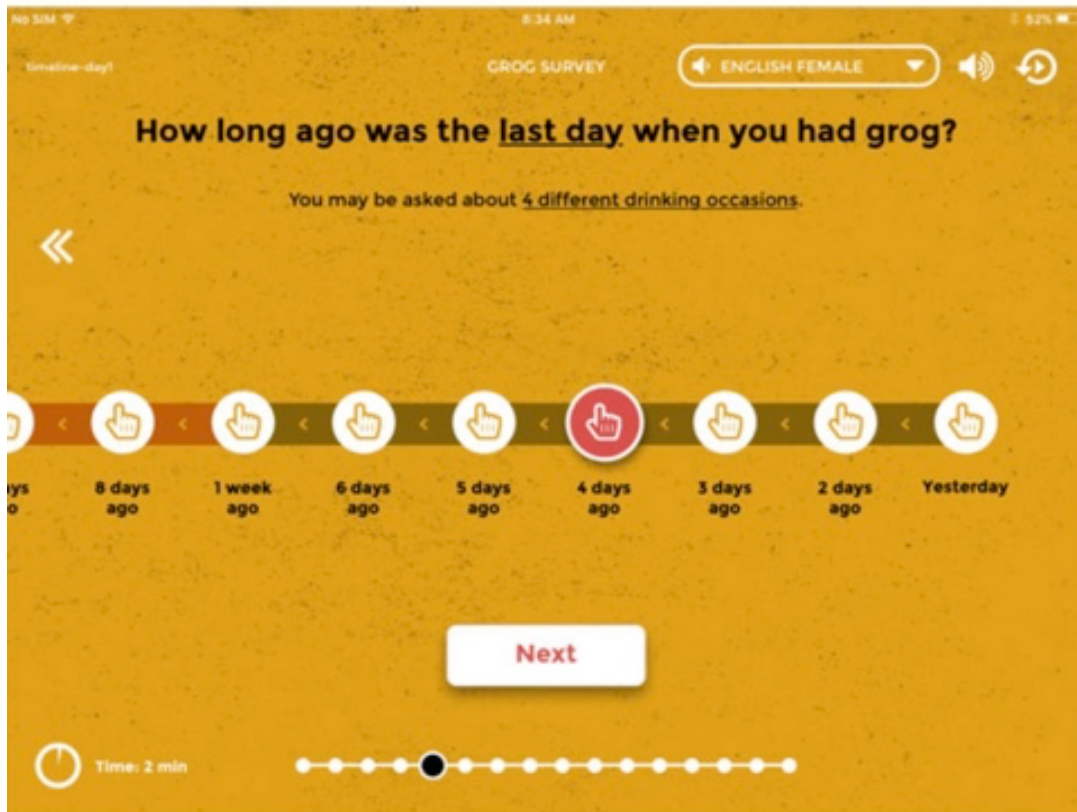 No SIM
8:34 AM
52%
timeline-day1
GROG SURVEY
ENGLISH FEMALE
How long ago was the last day when you had grog?
You may be asked about 4 different drinking occasions.
ys 8 days 1 week 6 days 5 days 4 days 3 days 2 days Yesterday
o ago ago ago ago ago ago ago
Next
Time: 2 min